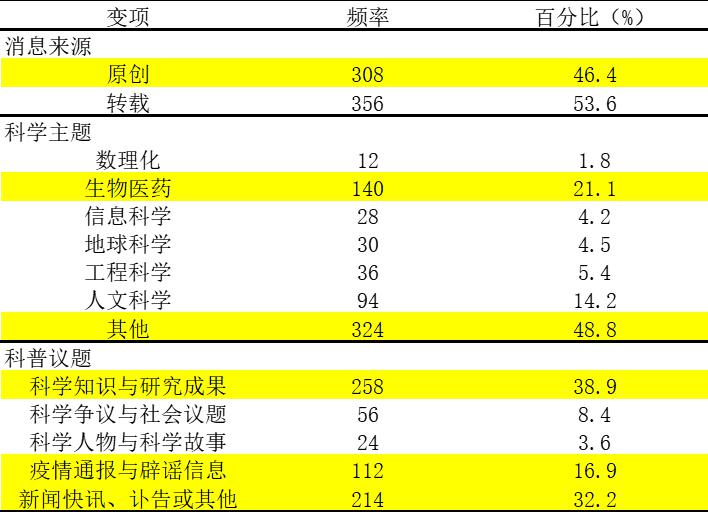 变项 频率 百分比（%）
消息来源
原创 308 46.4
转载 356 53.6
科学主题
数理化 12 1.8
生物医药 140 21.1
信息科学 28 4.2
地球科学 30 4.5
工程科学 36 5.4
人文科学 94 14.2
其他 324 48.8
科普议题
科学知识与研究成果 258 38.9
科学争议与社会议题 56 8.4
科学人物与科学故事 24 3.6
疫情通报与辟谣信息 112 16.9
新闻快讯、讣告或其他 214 32.2